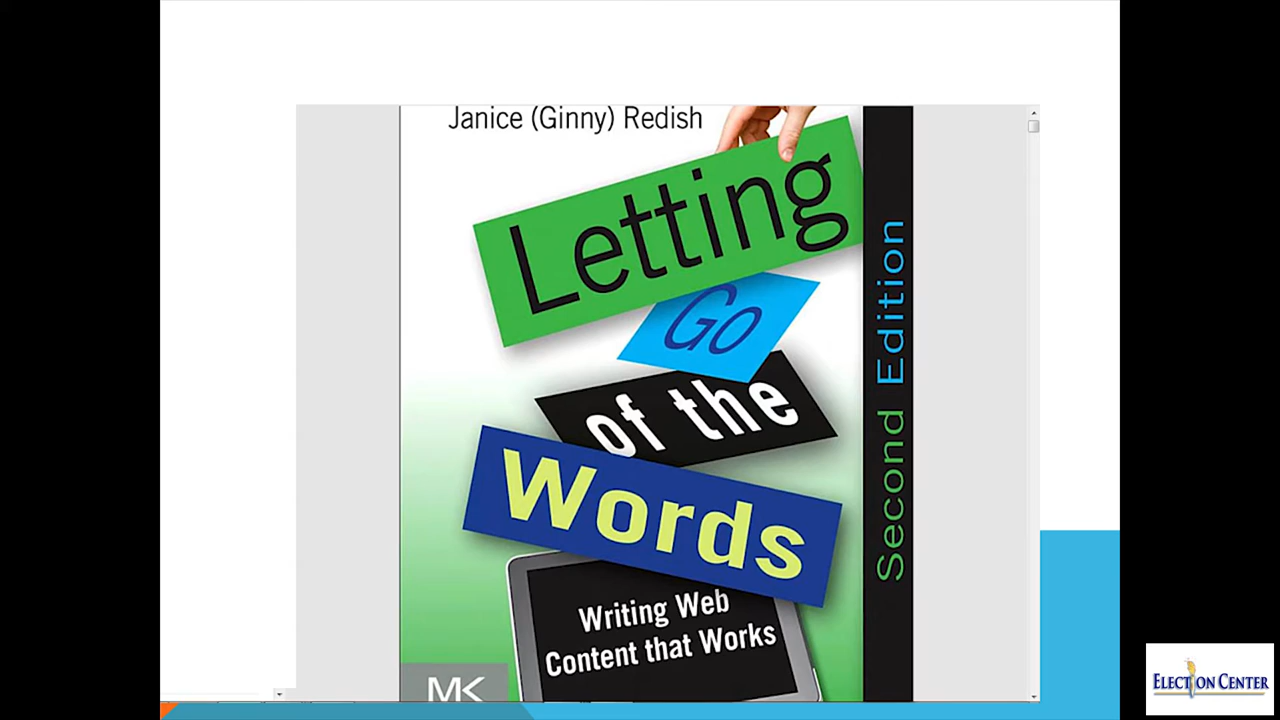 Janice (Ginny) Redish
Letting
Go
of the
Words
Writing Web
Content that Works
Second Edition
MK
ELECTION CENTER